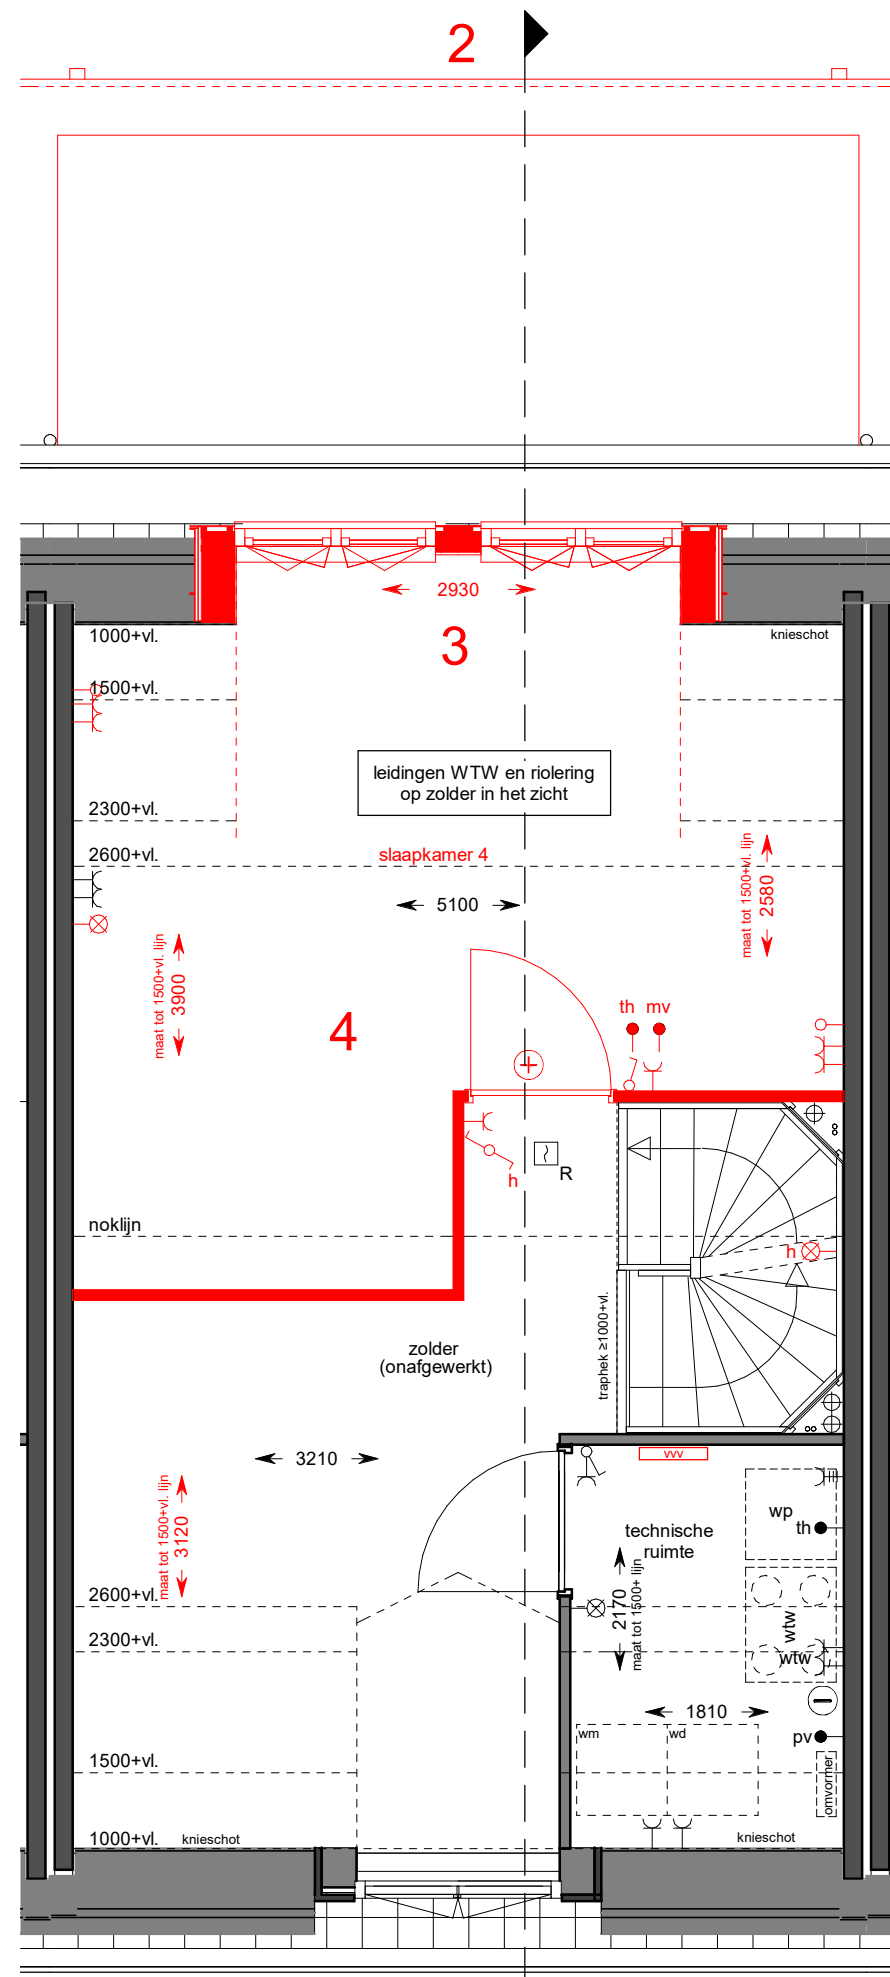 2
2930
3
1000+vl.
knieschot
1500+vl.
leidingen WTW en riolering
op zolder in het zicht
2300+vl.
2600+vl.
slaapkamer 4
5100
maat tot 1500+vl. lijn
2580
maat tot 1500+vl. lijn
3900
4
th mv
h
R
noklijn
h
zolder
(onafgewerkt)
traphek ≥1000+vl.
3210
vvv
maat tot 1500+vl. lijn
3120
technische
ruimte
wp
th
2170
maat tot 1500+ lijn
2600+vl.
2300+vl.
wtw
wtw
1810
wm
wd
pv
omvormer
1500+vl.
1000+vl.
knieschot
knieschot